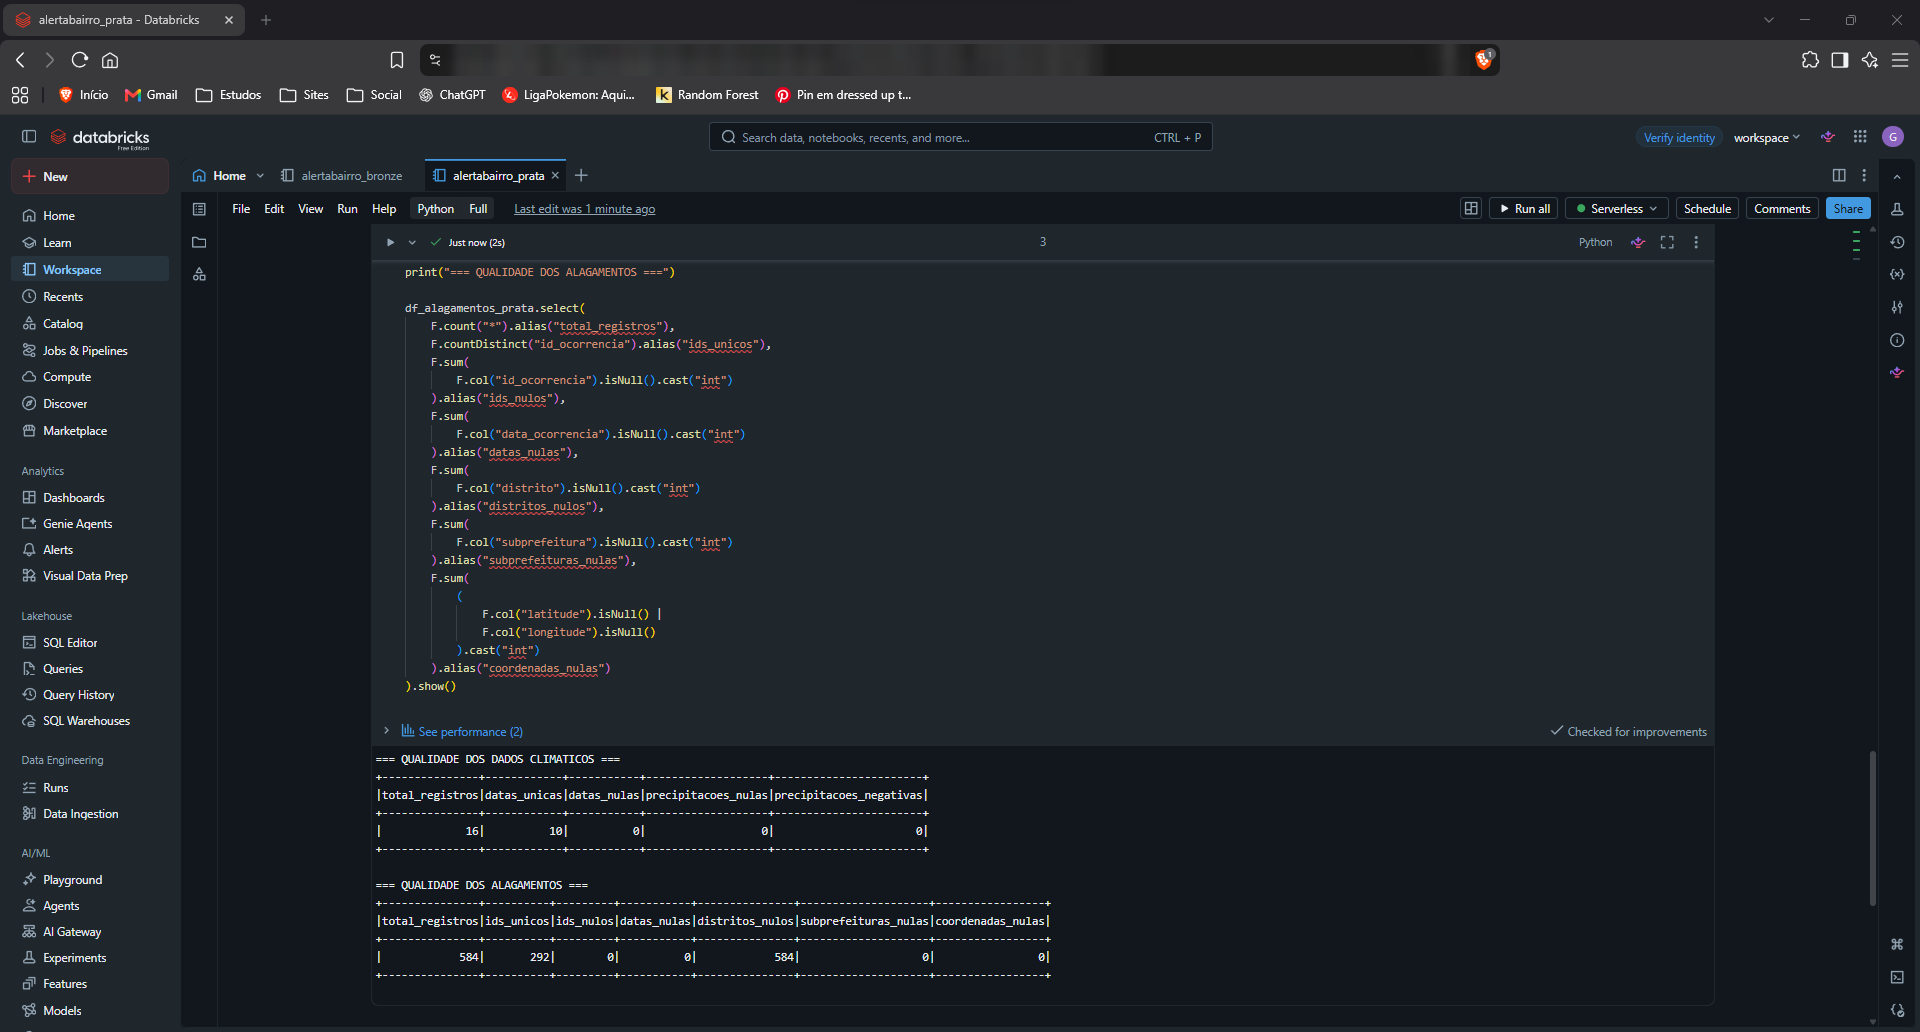 alertabairro_prata - Databricks
1
Início
Gmail
Estudos
Sites
Social
ChatGPT
LigaPokemon: Aqui...
K
Random Forest
Pin em dressed up t...
databricks
Free Edition
Search data, notebooks, recents, and more...
CTRL + P
Verify identity
workspace
G
New
Home
alertabairro_bronze
alertabairro_prata
File
Edit
View
Run
Help
Python
Full
Last edit was 1 minute ago
Run all
Serverless
Schedule
Comments
Share
Home
Learn
Workspace
Recents
Catalog
Jobs & Pipelines
Compute
Discover
Marketplace
Analytics
Dashboards
Genie Agents
Alerts
Visual Data Prep
Lakehouse
SQL Editor
Queries
Query History
SQL Warehouses
Data Engineering
Runs
Data Ingestion
AI/ML
Playground
Agents
AI Gateway
Experiments
Features
Models
Just now (2s)
3
Python
print("=== QUALIDADE DOS ALAGAMENTOS ===")
df_alagamentos_prata.select(
F.count("*").alias("total_registros"),
F.countDistinct("id_ocorrencia").alias("ids_unicos"),
F.sum(
F.col("id_ocorrencia").isNull().cast("int")
).alias("ids_nulos"),
F.sum(
F.col("data_ocorrencia").isNull().cast("int")
).alias("datas_nulas"),
F.sum(
F.col("distrito").isNull().cast("int")
).alias("distritos_nulos"),
F.sum(
F.col("subprefeitura").isNull().cast("int")
).alias("subprefeituras_nulas"),
F.sum(
(
F.col("latitude").isNull() |
F.col("longitude").isNull()
).cast("int")
).alias("coordenadas_nulas")
).show()
See performance (2)
Checked for improvements
=== QUALIDADE DOS DADOS CLIMATICOS ===
+---------------+------------+-----------+--------------------+------------------------+
|total_registros|datas_unicas|datas_nulas|precipitacoes_nulas|precipitacoes_negativas|
+---------------+------------+-----------+--------------------+------------------------+
| 16| 10| 0| 0| 0|
+---------------+------------+-----------+--------------------+------------------------+
=== QUALIDADE DOS ALAGAMENTOS ===
+---------------+----------+---------+-----------+---------------+--------------------+-----------------+
|total_registros|ids_unicos|ids_nulos|datas_nulas|distritos_nulos|subprefeituras_nulas|coordenadas_nulas|
+---------------+----------+---------+-----------+---------------+--------------------+-----------------+
| 584| 292| 0| 0| 584| 0| 0|
+---------------+----------+---------+-----------+---------------+--------------------+-----------------+